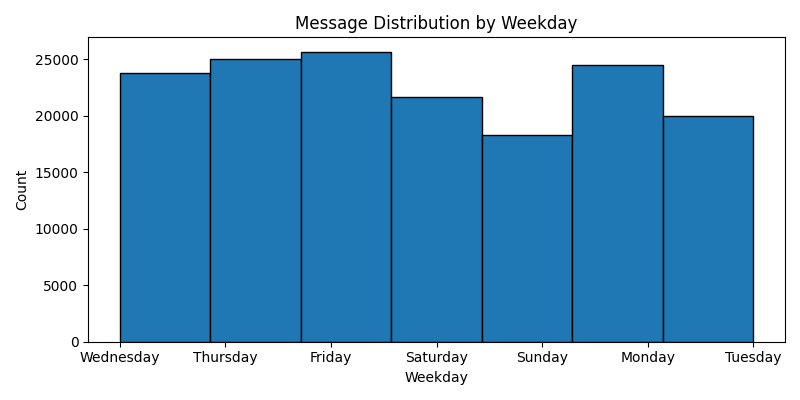 Message Distribution by Weekday
Count
25000
20000
15000
10000
5000
0
Wednesday Thursday Friday Saturday Sunday Monday Tuesday
Weekday